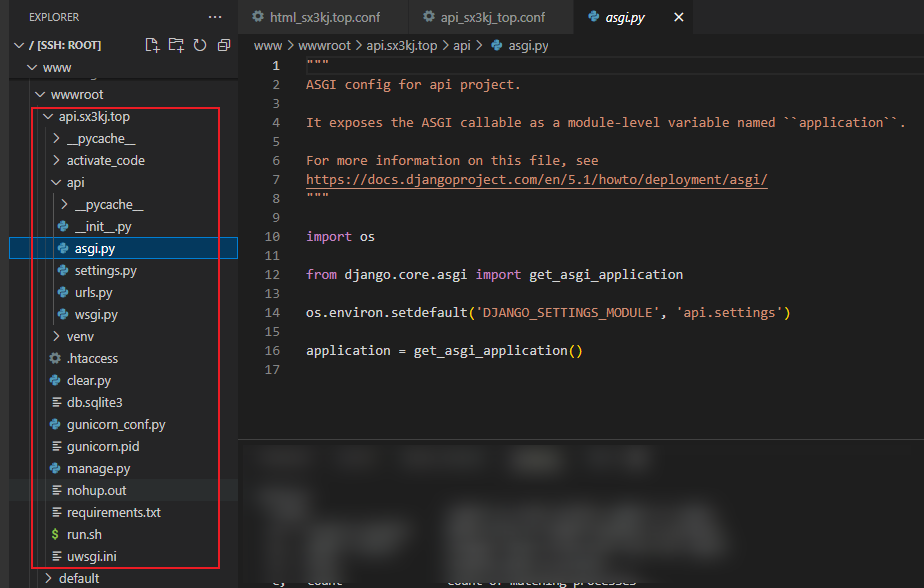 EXPLORER
/ [SSH: ROOT]
www
wwwroot
api.sx3kj.top
__pycache__
activate_code
api
__pycache__
__init__.py
asgi.py
settings.py
urls.py
wsgi.py
venv
.htaccess
clear.py
db.sqlite3
gunicorn_conf.py
gunicorn.pid
manage.py
nohup.out
requirements.txt
$ run.sh
uwsgi.ini
default
html_sx3kj.top.conf
api_sx3kj_top.conf
asgi.py
www > wwwroot > api.sx3kj.top > api > asgi.py
1 """
2 ASGI config for api project.
3
4 It exposes the ASGI callable as a module-level variable named ``application``.
5
6 For more information on this file, see
7 https://docs.djangoproject.com/en/5.1/howto/deployment/asgi/
8 """
9
10 import os
11
12 from django.core.asgi import get_asgi_application
13
14 os.environ.setdefault('DJANGO_SETTINGS_MODULE', 'api.settings')
15
16 application = get_asgi_application()
17
count of matching processes